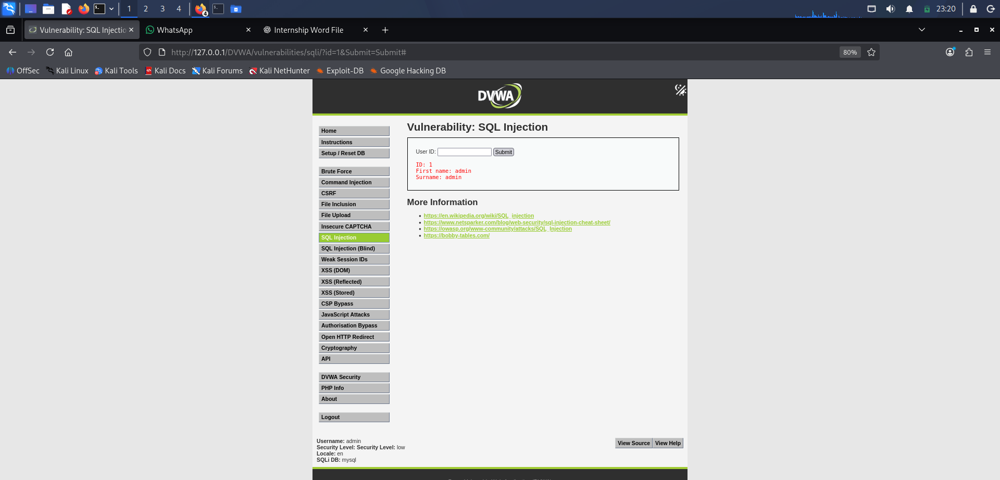 1 2 3 4 4 23:20
Vulnerability: SQL Injectio
WhatsApp
Internship Word File
http://127.0.0.1/DVWA/vulnerabilities/sqli/?id=1&Submit=Submit# 80%
OffSec Kali Linux Kali Tools Kali Docs Kali Forums Kali NetHunter Exploit-DB Google Hacking DB
DVWA
Home
Instructions
Setup / Reset DB
Brute Force
Command Injection
CSRF
File Inclusion
File Upload
Insecure CAPTCHA
SQL Injection
SQL Injection (Blind)
Weak Session IDs
XSS (DOM)
XSS (Reflected)
XSS (Stored)
CSP Bypass
JavaScript Attacks
Authorisation Bypass
Open HTTP Redirect
Cryptography
API
DVWA Security
PHP Info
About
Logout
Vulnerability: SQL Injection
User ID: Submit
ID: 1
First name: admin
Surname: admin
More Information
https://en.wikipedia.org/wiki/SQL_injection
https://www.netsparker.com/blog/web-security/sql-injection-cheat-sheet/
https://owasp.org/www-community/attacks/SQL_Injection
https://bobby-tables.com/
Username: admin
Security Level: Security Level: low
Locale: en
SQLi DB: mysql
View Source View Help